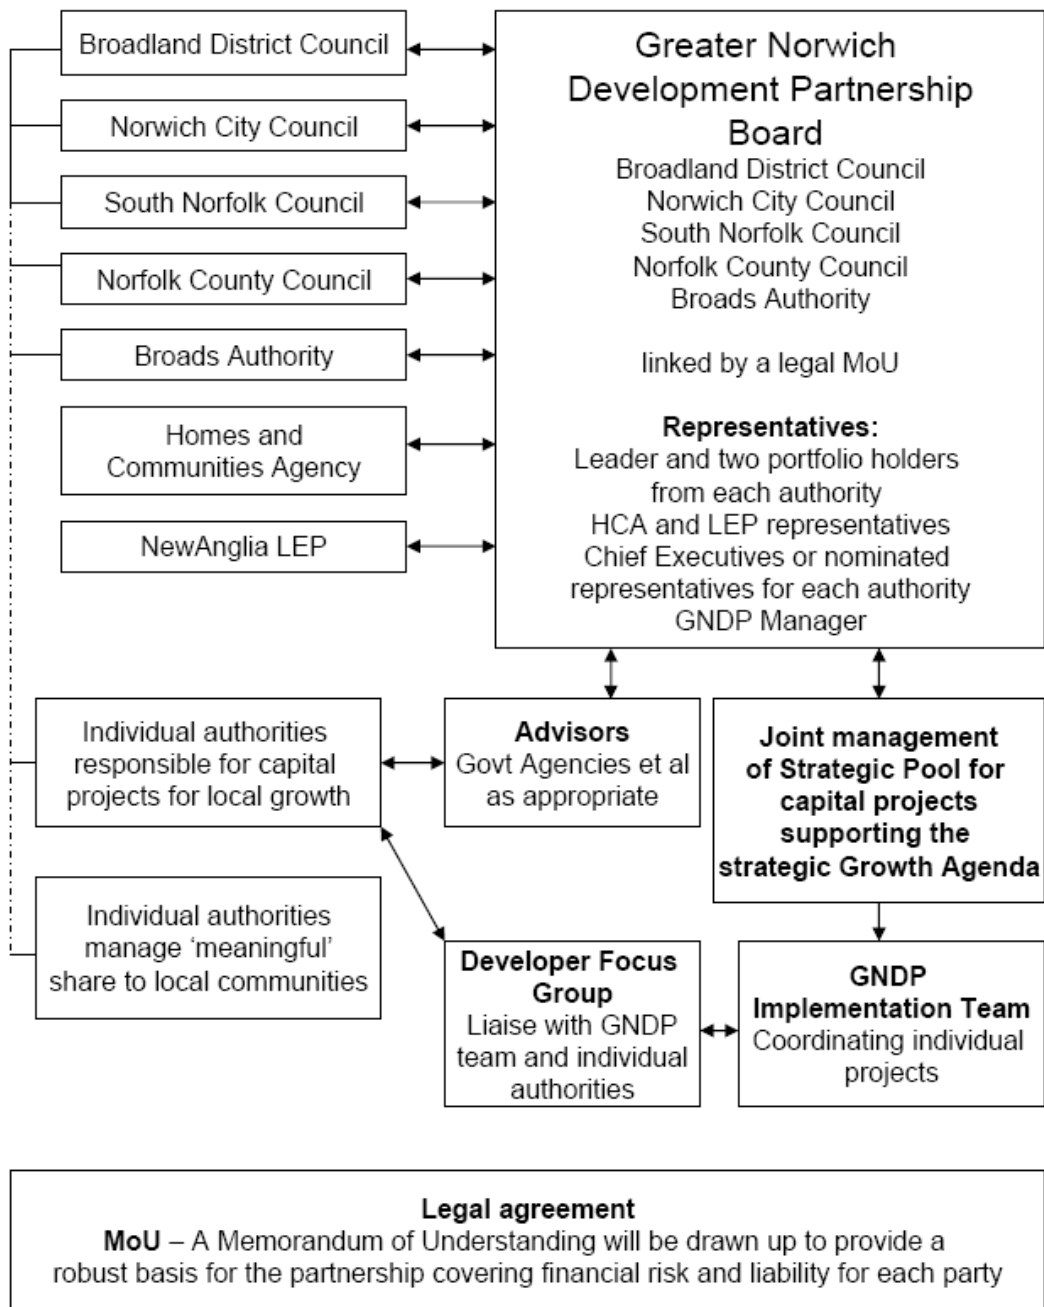 Broadland District Council
Norwich City Council
South Norfolk Council
Norfolk County Council
Broads Authority
Homes and
Communities Agency
NewAnglia LEP
Greater Norwich
Development Partnership
Board
Broadland District Council
Norwich City Council
South Norfolk Council
Norfolk County Council
Broads Authority
linked by a legal MoU
Representatives:
Leader and two portfolio holders
from each authority
HCA and LEP representatives
Chief Executives or nominated
representatives for each authority
GNDP Manager
Individual authorities
responsible for capital
projects for local growth
Advisors
Govt Agencies et al
as appropriate
Joint management
of Strategic Pool for
capital projects
supporting the
strategic Growth Agenda
Individual authorities
manage ‘meaningful’
share to local communities
Developer Focus
Group
Liaise with GNDP
team and individual
authorities
GNDP
Implementation Team
Coordinating individual
projects
Legal agreement
MoU – A Memorandum of Understanding will be drawn up to provide a
robust basis for the partnership covering financial risk and liability for each party